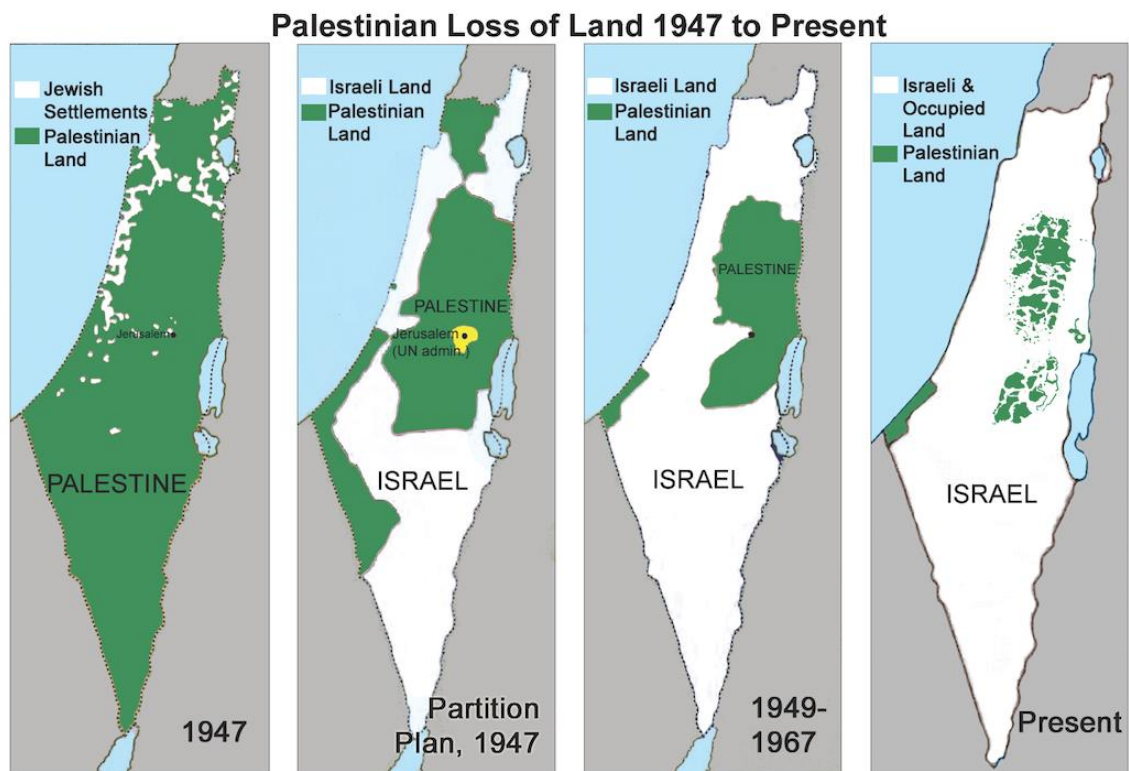 Palestinian Loss of Land 1947 to Present
Jewish
Settlements
Palestinian
Land
Jerusalem
PALESTINE
1947
Israeli Land
Palestinian
Land
PALESTINE
Jerusalem
(UN admin.)
ISRAEL
Partition
Plan, 1947
Israeli Land
Palestinian
Land
PALESTINE
ISRAEL
1949-
1967
Israeli &
Occupied
Land
Palestinian
Land
ISRAEL
Present